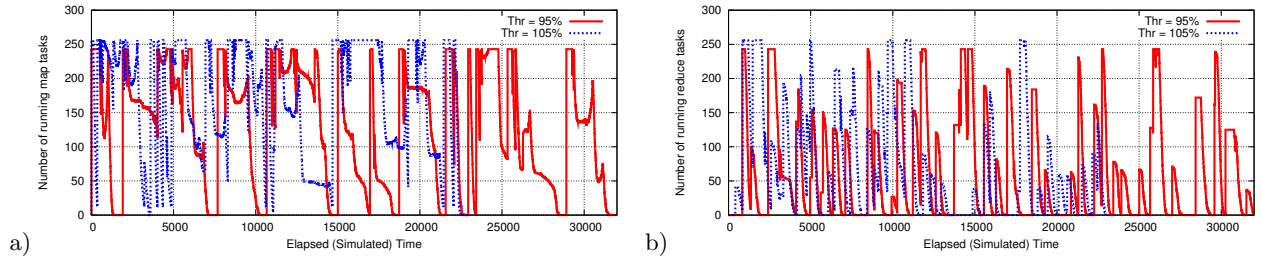 a)
Number of running map tasks
300
250
200
150
100
50
0
0 5000 10000 15000 20000 25000 30000
Elapsed (Simulated) Time
Thr = 95%
Thr = 105%
b)
Number of running reduce tasks
300
250
200
150
100
50
0
0 5000 10000 15000 20000 25000 30000
Elapsed (Simulated) Time
Thr = 95%
Thr = 105%